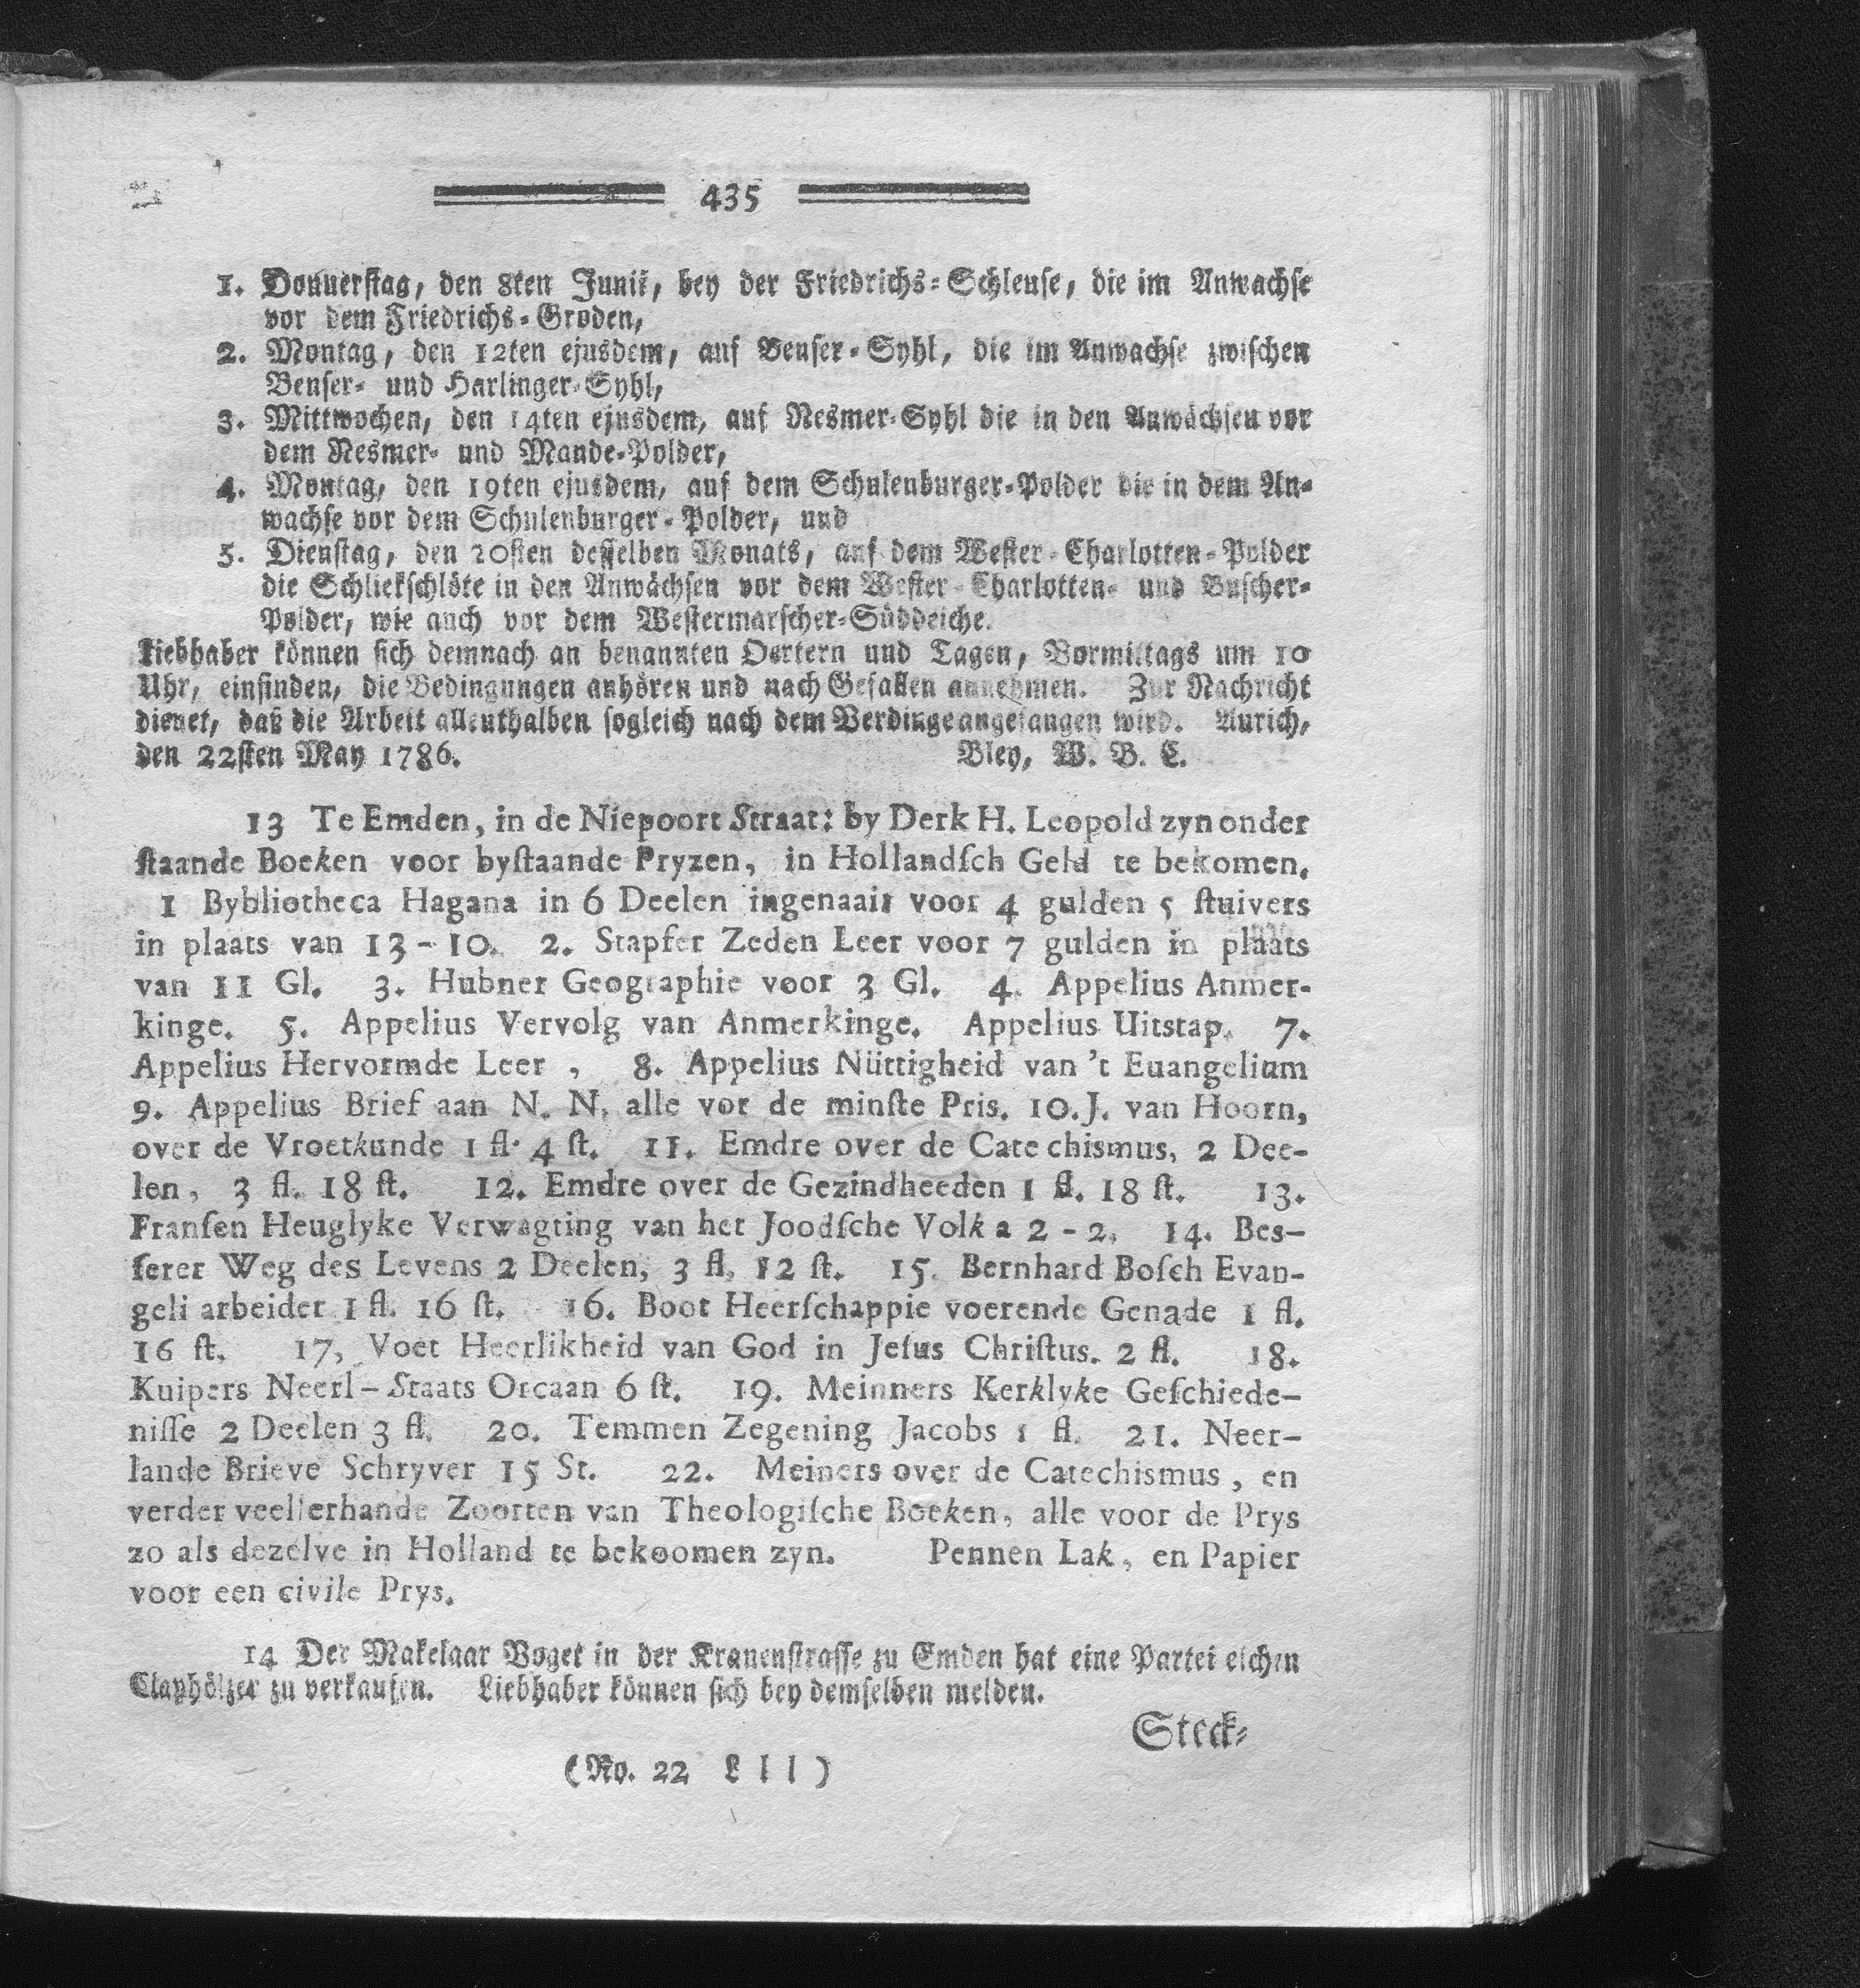 435
1. Donnerstag, den 8ten Junii, bey der Friedrichs-Schleuse, die im Anwachse
vor dem Friedrichs-Groden,
2. Montag, den 12ten ejusdem, auf Benser-Syhl, die im Anwachse zwischen
Benser- und Harlinger-Syhl,
3. Mittwochen, den 14ten ejusdem, auf Nesmer-Syhl die in den Anwächsen vor
dem Nesmer- und Mande-Polder,
4. Montag, den 19ten ejusdem, auf dem Schulenburger-Polder die in dem An-
wachse vor dem Schulenburger-Polder, und
5. Dienstag, den 20sten desselben Monats, auf dem Wester-Charlotten-Polder
die Schliekschlöte in den Anwächsen vor dem Wester-Charlotten- und Buscher-
Polder, wie auch vor dem Westermarscher-Süddeiche.
Liebhaber können sich demnach an benannten Oertern und Tagen, Vormittags um 10
Uhr, einfinden, die Bedingungen anhören und nach Gefallen annehmen. Zur Nachricht
dienet, daß die Arbeit allenthalben sogleich nach dem Verdinge angefangen wird. Aurich,
den 22sten May 1786. Bley, W. B. C.
13 Te Emden, in de Niepoort Straat: by Derk H. Leopold zyn onder
ſtaande Boeken voor byſtaande Pryzen, in Hollandſch Geld te bekomen.
1 Bybliotheca Hagana in 6 Deelen ingenaait voor 4 gulden 5 ſtuivers
in plaats van 13-10. 2. Stapfer Zeden Leer voor 7 gulden in plaats
van 11 Gl. 3. Hubner Geographie voor 3 Gl. 4. Appelius Anmer-
kinge. 5. Appelius Vervolg van Anmerkinge. Appelius Uitstap. 7.
Appelius Hervormde Leer , 8. Appelius Nüttigheid van 't Euangelium
9. Appelius Brief aan N. N. alle vor de minſte Pris. 10. J. van Hoorn,
over de Vroetkunde 1 fl. 4 ſt. 11. Emdre over de Cate chismus, 2 Dee-
len, 3 fl. 18 ſt. 12. Emdre over de Gezindheeden 1 fl. 18 ſt. 13.
Franſen Heuglyke Verwagting van het Joodſche Volk a 2-2. 14. Bes-
ſerer Weg des Levens 2 Deelen, 3 fl. 12 ſt. 15. Bernhard Boſch Evan-
geli arbeider 1 fl. 16 ſt. 16. Boot Heerſchappie voerende Genade 1 fl.
16 ſt. 17, Voet Heerlikheid van God in Jeſus Chriſtus. 2 fl. 18.
Kuipers Neerl-Staats Orcaan 6 ſt. 19. Meinners Kerklyke Geſchiede-
niſſe 2 Deelen 3 fl. 20. Temmen Zegening Jacobs 1 fl. 21. Neer-
lande Brieve Schryver 15 St. 22. Meiners over de Catechismus, en
verder veellerhande Zoorten van Theologiſche Boeken, alle voor de Prys
zo als dezelve in Holland te bekoomen zyn. Pennen Lak, en Papier
voor een civile Prys.
14 Der Makelaar Voget in der Kranenstrasse zu Emden hat eine Partei eichen
Clayhölzer zu verkaufen. Liebhaber können sich bey demselben melden.
Steck-
(No. 22 L l l)